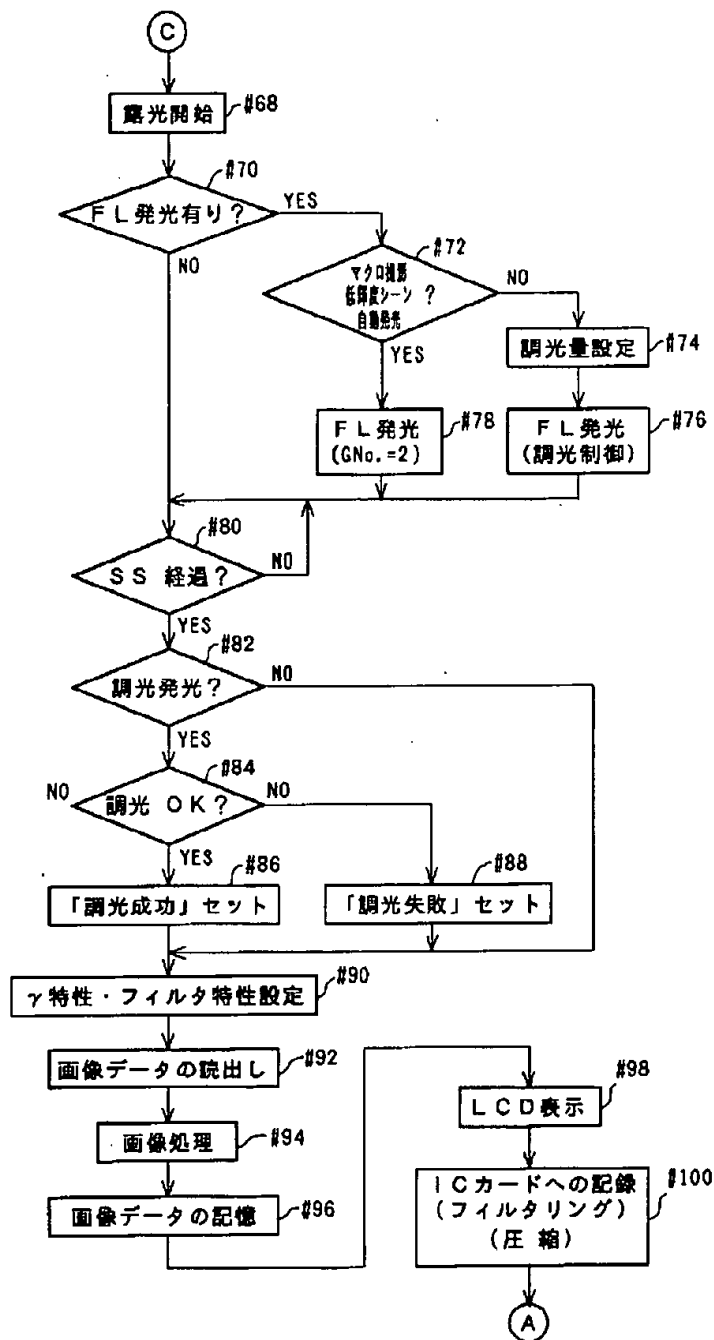 C
露光開始
#68
#70
FL発光有り?
YES
NO
#72
マクロ撮影
低輝度シーン ?
自動発光
NO
YES
調光量設定
#74
FL発光
(GNo.=2)
#78
FL発光
(調光制御)
#76
#80
SS 経過?
NO
YES
#82
調光発光?
NO
YES
#84
NO
調光 OK?
NO
YES
#86
「調光成功」セット
#88
「調光失敗」セット
#90
γ特性・フィルタ特性設定
画像データの読出し
#92
画像処理
#94
画像データの記憶
#96
#98
LCD表示
ICカードへの記録
(フィルタリング)
(圧 縮)
#100
A